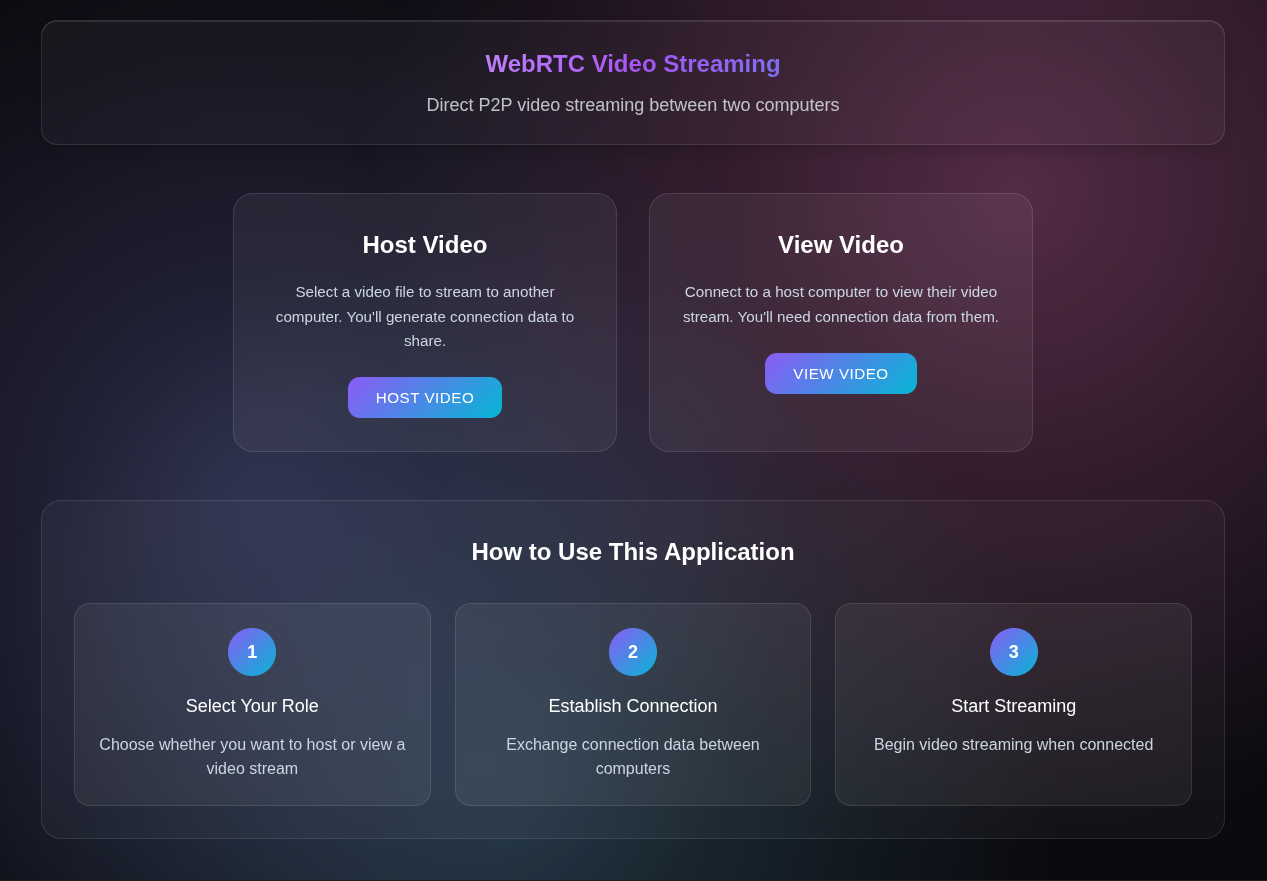 WebRTC Video Streaming
Direct P2P video streaming between two computers
Host Video
Select a video file to stream to another
computer. You'll generate connection data to
share.
HOST VIDEO
View Video
Connect to a host computer to view their video
stream. You'll need connection data from them.
VIEW VIDEO
How to Use This Application
1
Select Your Role
Choose whether you want to host or view a
video stream
2
Establish Connection
Exchange connection data between
computers
3
Start Streaming
Begin video streaming when connected